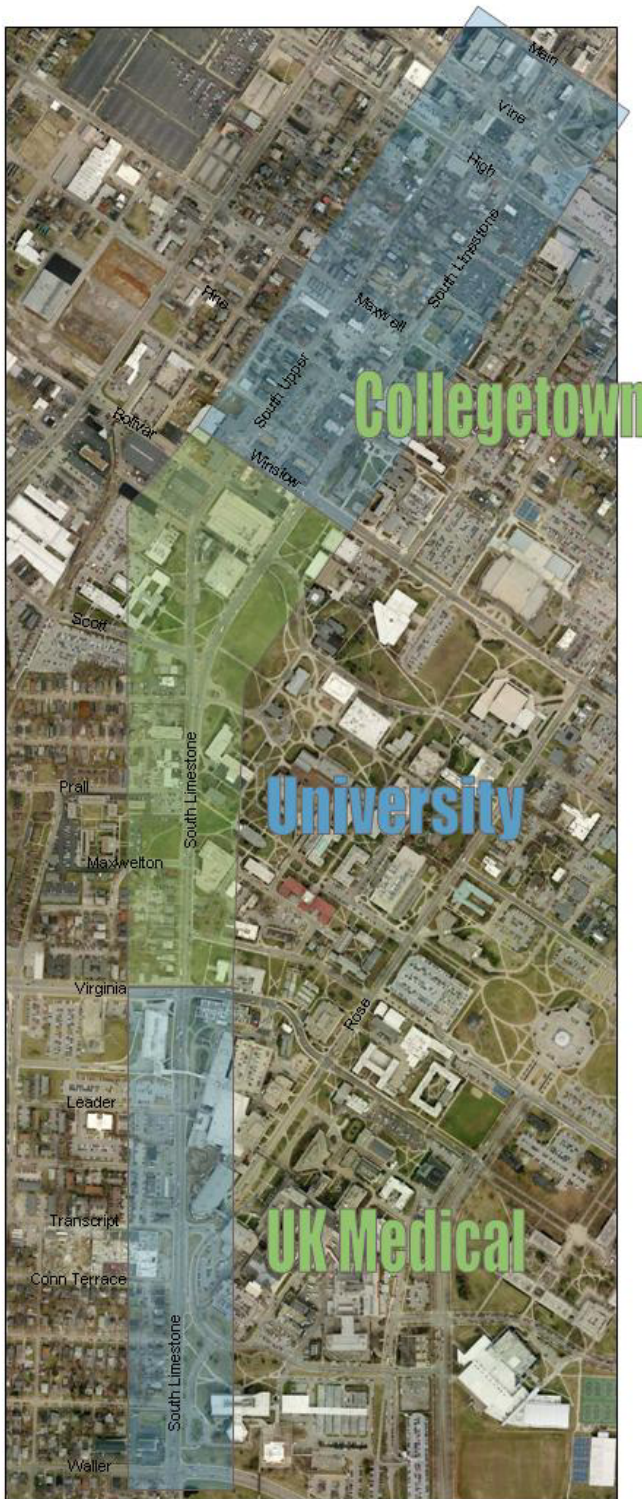 Main
Vine
High
South Limestone
Maxwell
Pine
South Upper
Collegetown
Bolivar
Winslow
Scott
South Limestone
Prall
University
Maxwelton
Virginia
Rose
Leader
Transcript
UK Medical
Conn Terrace
South Limestone
Waller